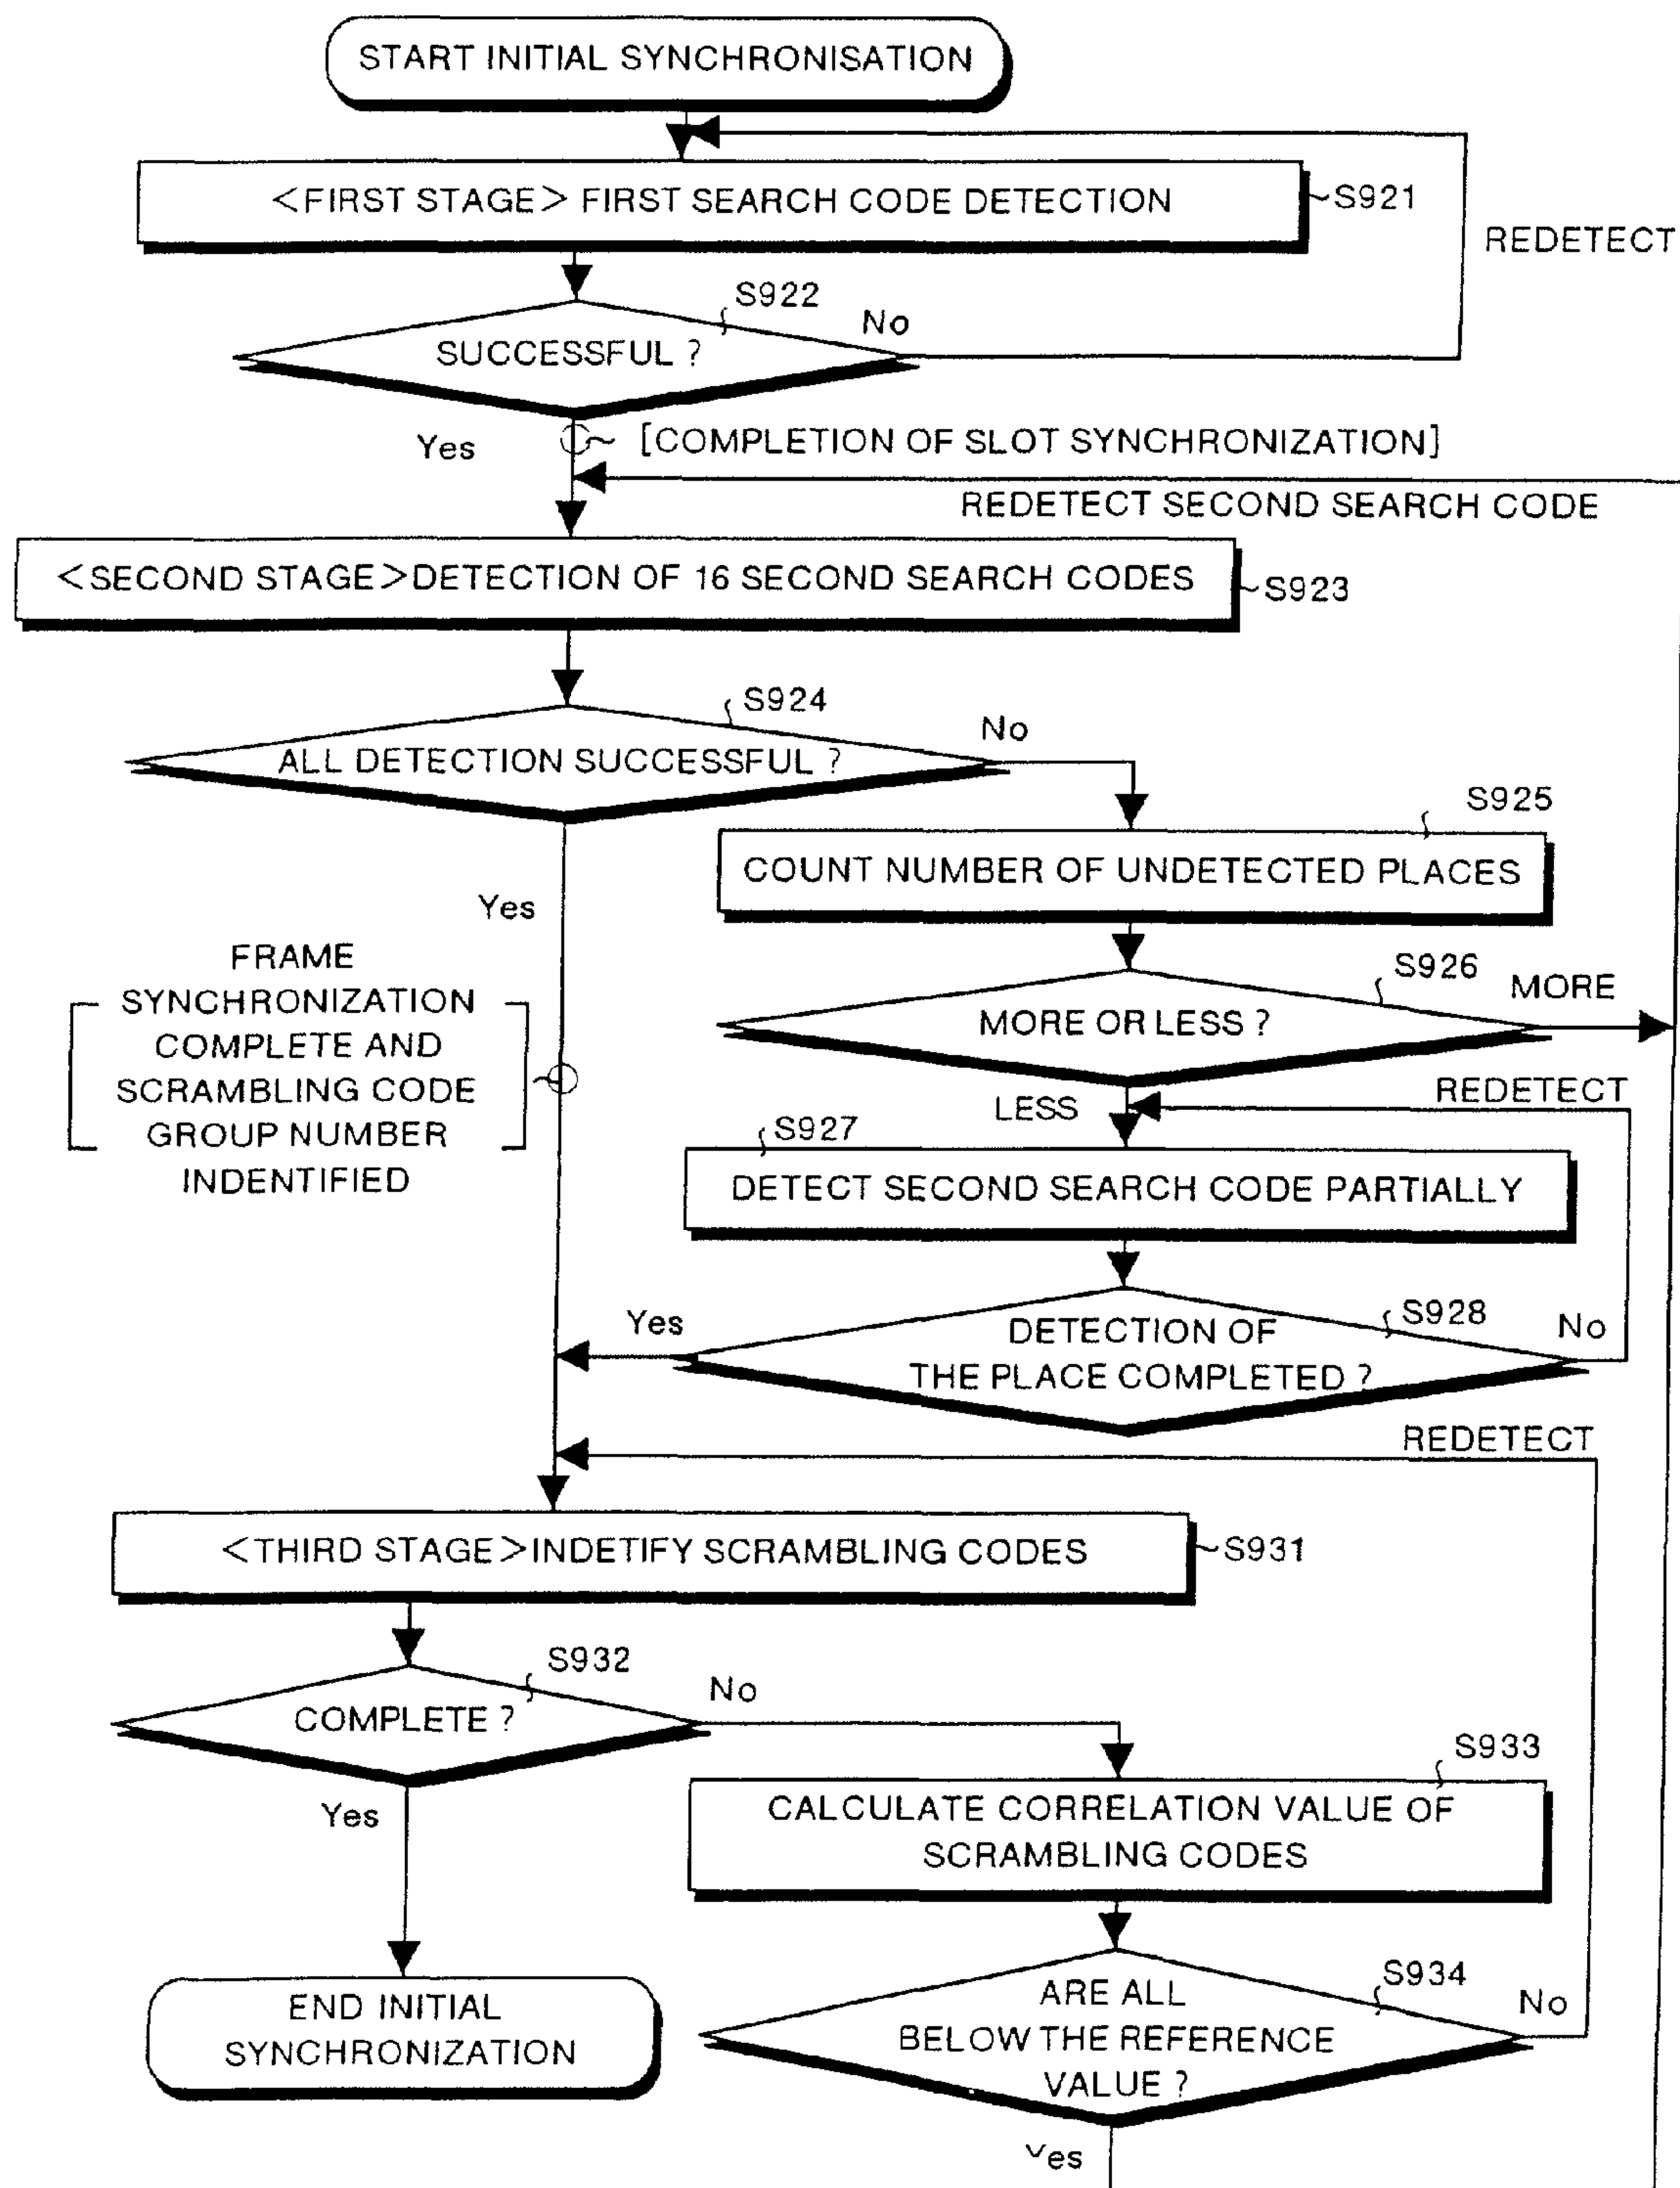 START INITIAL SYNCHRONISATION
<FIRST STAGE> FIRST SEARCH CODE DETECTION
S921
REDETECT
S922
SUCCESSFUL ?
No
Yes
[COMPLETION OF SLOT SYNCHRONIZATION]
REDETECT SECOND SEARCH CODE
<SECOND STAGE>DETECTION OF 16 SECOND SEARCH CODES
S923
S924
ALL DETECTION SUCCESSFUL ?
No
S925
COUNT NUMBER OF UNDETECTED PLACES
Yes
FRAME
SYNCHRONIZATION
COMPLETE AND
SCRAMBLING CODE
GROUP NUMBER
INDENTIFIED
S926
MORE OR LESS ?
MORE
LESS
REDETECT
S927
DETECT SECOND SEARCH CODE PARTIALLY
S928
DETECTION OF
THE PLACE COMPLETED ?
Yes
No
REDETECT
<THIRD STAGE>INDETIFY SCRAMBLING CODES
S931
S932
COMPLETE ?
No
Yes
S933
CALCULATE CORRELATION VALUE OF
SCRAMBLING CODES
S934
ARE ALL
BELOW THE REFERENCE
VALUE ?
No
Yes
END INITIAL
SYNCHRONIZATION